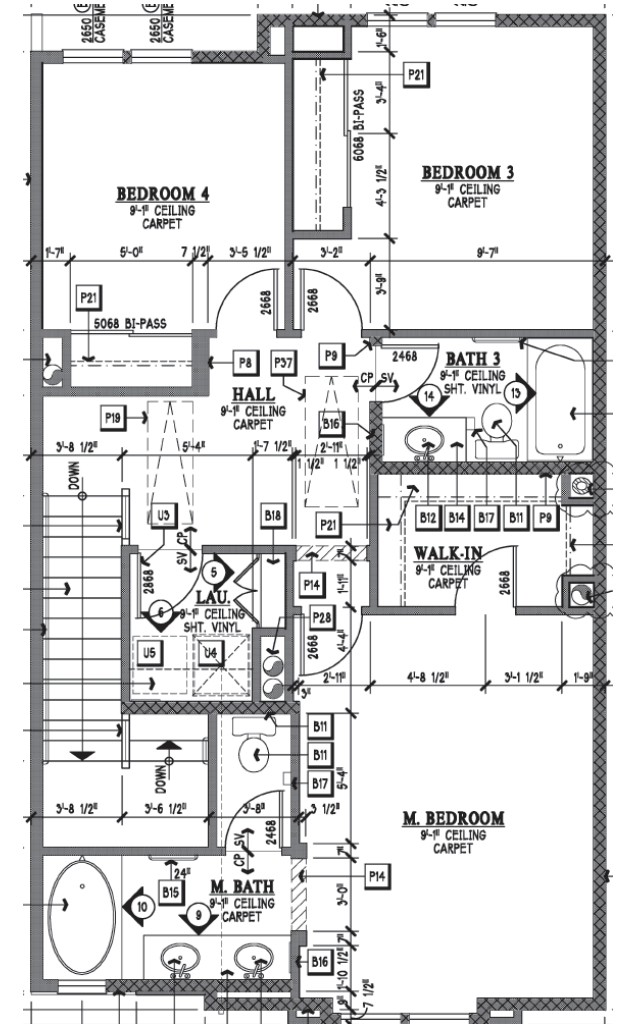 2650
CASEME
2650
CASEME
1'-6"
P21
3'-4"
6068 BI-PASS
BEDROOM 3
9'-1" CEILING
CARPET
BEDROOM 4
9'-1" CEILING
CARPET
4'-3 1/2"
1'-7"
5'-0"
7 1/2"
3'-5 1/2"
3'-2"
9'-7"
3'-9"
P21
2668
2668
5068 BI-PASS
P8
P37
P9
2468
BATH 3
9'-1" CEILING
SHT. VINYL
CP
SV
14
13
HALL
9'-1" CEILING
CARPET
P19
B16
3'-8 1/2"
5'-4"
1'-7 1/2"
2'-11"
1 1/2"
1 1/2"
DOWN
U3
B18
P21
B12
B14
B17
B11
P9
CP
SV
WALK-IN
9'-1" CEILING
CARPET
7"
1'-11"
2868
5
P14
2668
LAU.
9'-1" CEILING
SHT. VINYL
6
P28
2668
4'-4"
U5
U4
3"
2'-11"
4'-8 1/2"
3'-1 1/2"
1'-9"
B11
B11
B17
5'-4"
DOWN
3'-8 1/2"
3'-6 1/2"
3'-8"
3 1/2"
2468
M. BEDROOM
9'-1" CEILING
CARPET
CP
SV
7"
24"
B15
P14
M. BATH
9'-1" CEILING
CARPET
10
9
3'-0"
7"
B16
1'-10 1/2"
9"
7 1/2"